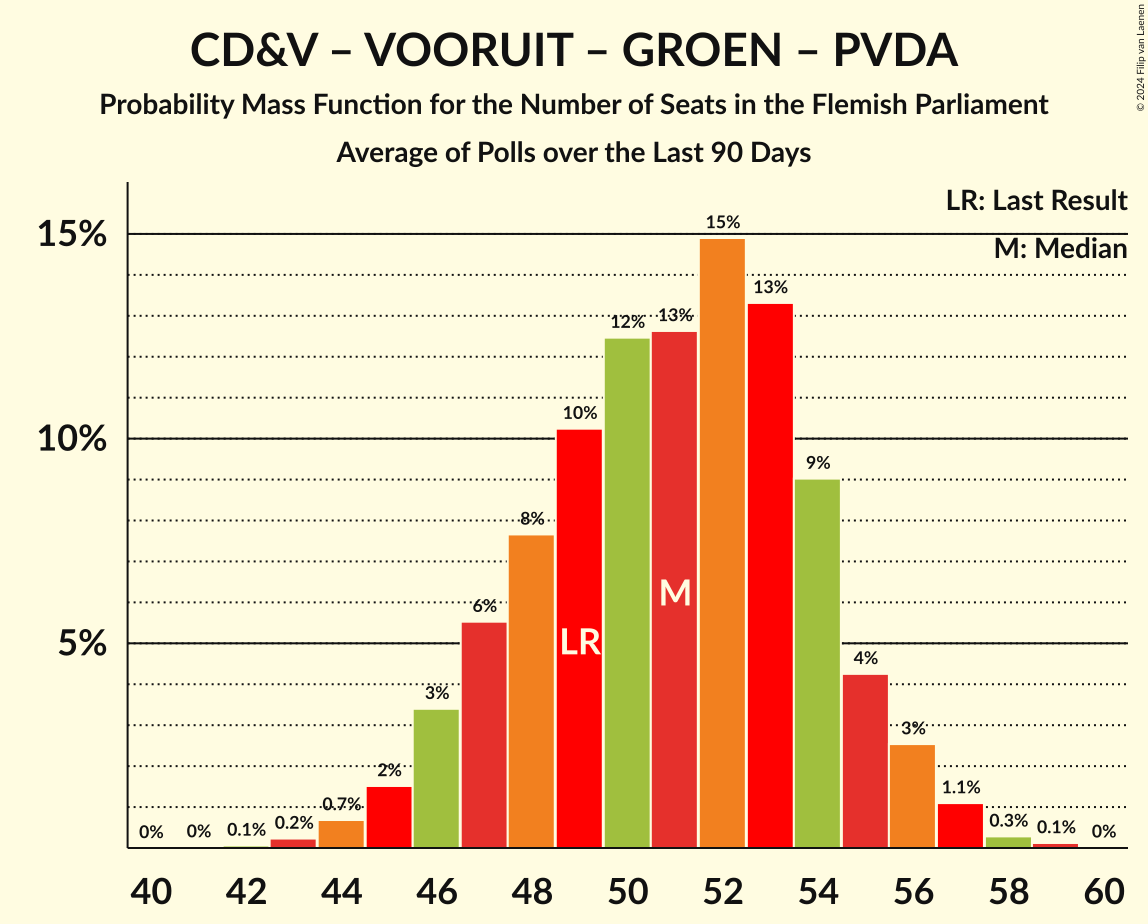 CD&V – VOORUIT – GROEN – PVDA
Probability Mass Function for the Number of Seats in the Flemish Parliament
Average of Polls over the Last 90 Days
© 2024 Filip van Laenen
LR: Last Result
M: Median
15%
10%
5%
0%
0%
0.1%
0.2%
0.7%
2%
3%
6%
8%
10%
12%
13%
15%
13%
9%
4%
3%
1.1%
0.3%
0.1%
0%
LR
M
40 42 44 46 48 50 52 54 56 58 60